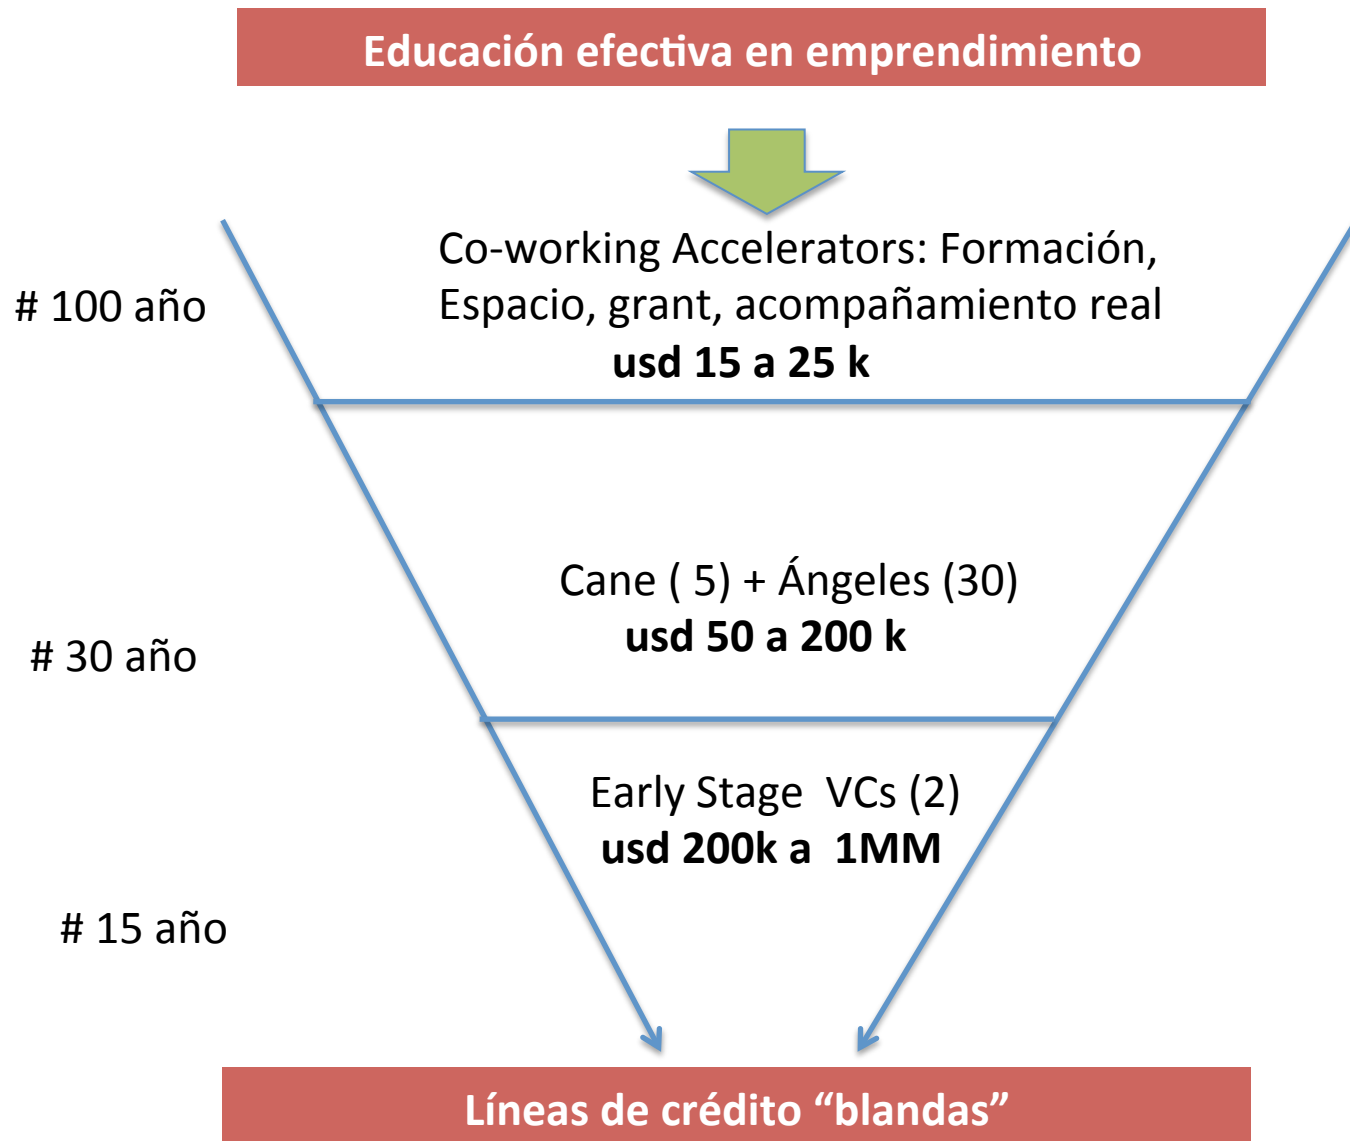 Educación efectiva en emprendimiento
Co-working Accelerators: Formación,
# 100 año
Espacio, grant, acompañamiento real
usd 15 a 25 k
Cane ( 5) + Ángeles (30)
usd 50 a 200 k
# 30 año
Early Stage VCs (2)
usd 200k a 1MM
# 15 año
Líneas de crédito “blandas”